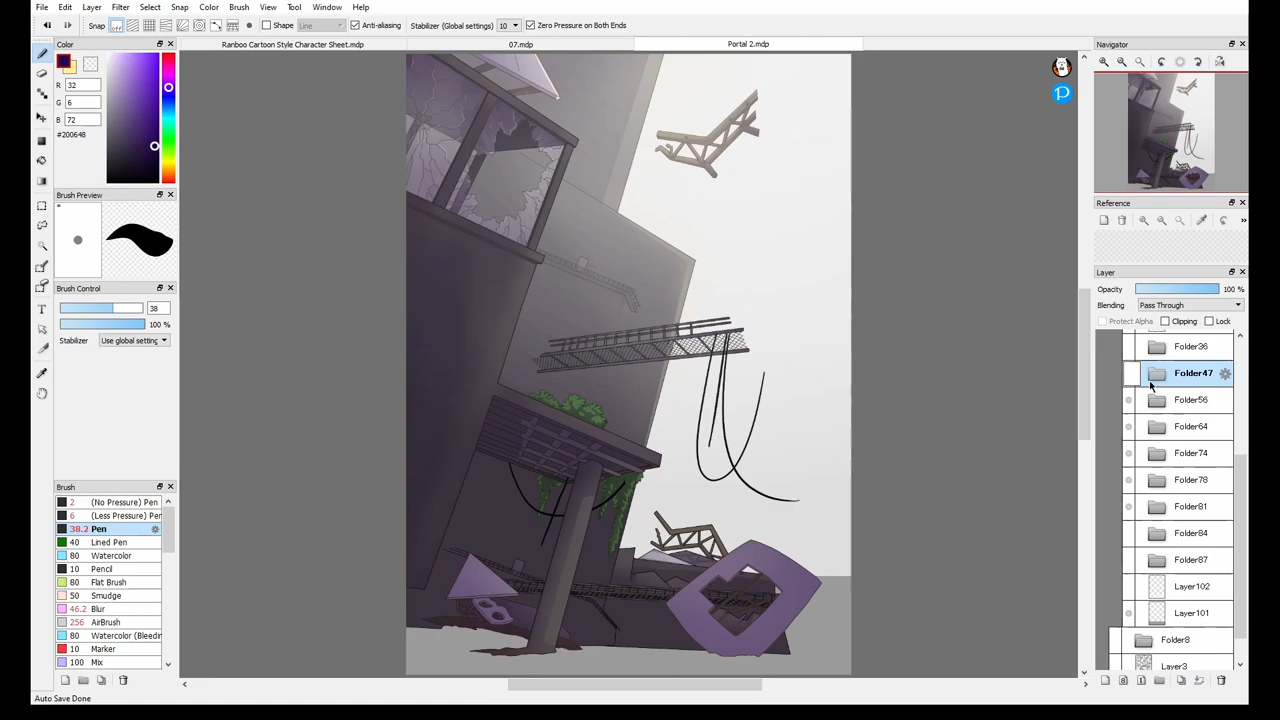 File Edit Layer Filter Select Snap Color Brush View Tool Window Help
Snap off Shape Line Anti-aliasing Stabilizer (Global settings) 10 Zero Pressure on Both Ends
Color
Ranboo Cartoon Style Character Sheet.mdp 07.mdp Portal 2.mdp
Navigator
R 32
G 6
B 72
#200648
Brush Preview
*
Reference
Brush Control
38
100 %
Stabilizer Use global setting
Layer
Opacity 100 %
Blending Pass Through
Protect Alpha Clipping Lock
Folder36
Folder47
Folder56
Folder64
Folder74
Folder78
Folder81
Folder84
Folder87
Layer102
Layer101
Folder8
Layer3
Brush
2 (No Pressure) Pen
6 (Less Pressure) Pen
38.2 Pen
40 Lined Pen
80 Watercolor
10 Pencil
80 Flat Brush
50 Smudge
46.2 Blur
256 AirBrush
80 Watercolor (Bleedin
10 Marker
100 Mix
Auto Save Done